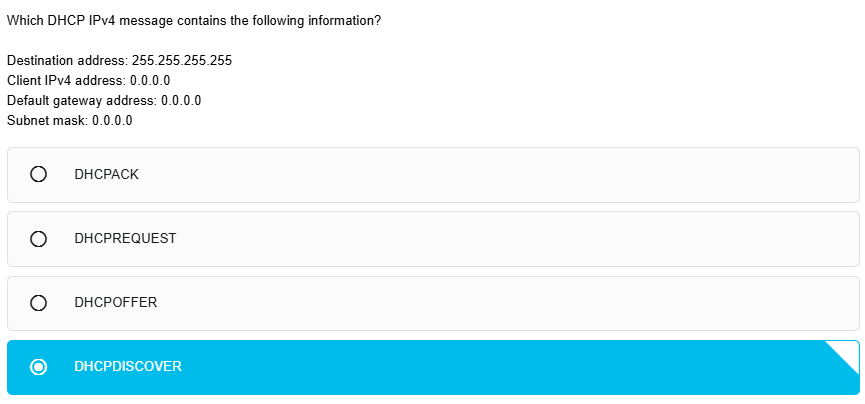 Which DHCP IPv4 message contains the following information?
Destination address: 255.255.255.255
Client IPv4 address: 0.0.0.0
Default gateway address: 0.0.0.0
Subnet mask: 0.0.0.0
DHCPACK
DHCPREQUEST
DHCPOFFER
DHCPDISCOVER